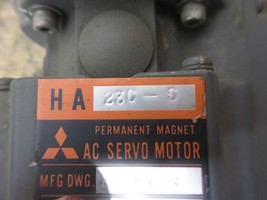 HA 23C-S
PERMANENT MAGNET
AC SERVO MOTOR
MFG DWG.